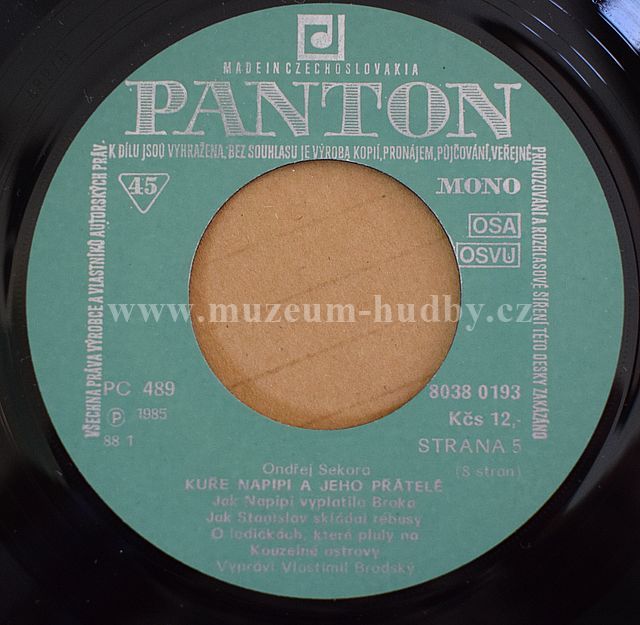 MADE IN CZECHOSLOVAKIA
PANTON
VŠECHNA PRÁVA VÝROBCE A VLASTNÍKŮ AUTORSKÝCH PRÁV
K DÍLU JSOU VYHRAŽENA. BEZ SOUHLASU JE VÝROBA KOPIÍ, PRONÁJEM, PŮJČOVÁNÍ, VEŘEJNÉ
PROVOZOVÁNÍ A ROZHLASOVÉ ŠÍŘENÍ TÉTO DESKY ZAKÁZÁNO
45
MONO
OSA
OSVU
www.muzeum-hudby.cz
PC 489
8038 0193
Ⓟ 1985
Kčs 12,-
88 1
STRANA 5
(8 stran)
Ondřej Sekora
KUŘE NAPIPI A JEHO PŘÁTELÉ
Jak Napipi vyplatilo Broka
Jak Stanislav skládal rébusy
O lodičkách, které pluly na
Kouzelné ostrovy
Vypráví Vlastimil Brodský